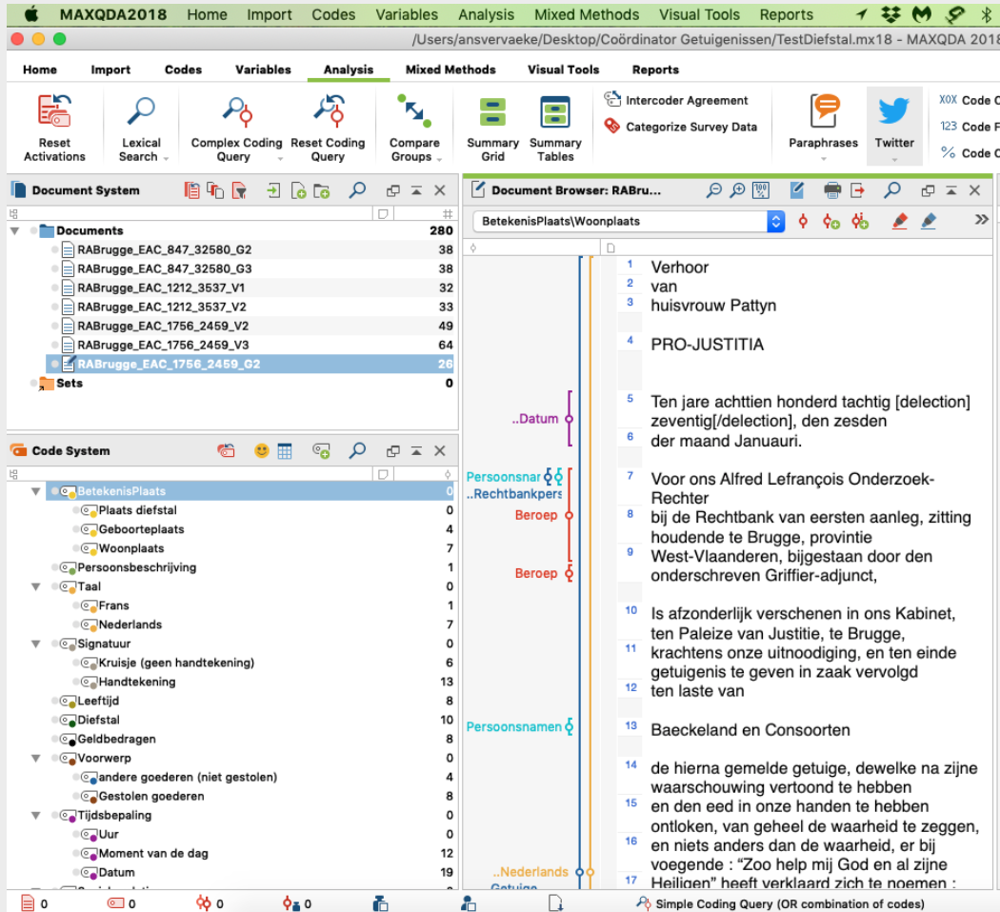 MAXQDA2018 Home Import Codes Variables Analysis Mixed Methods Visual Tools Reports
/Users/ansvervaeke/Desktop/Coördinator Getuigenissen/TestDiefstal.mx18 - MAXQDA 2018
Home Import Codes Variables Analysis Mixed Methods Visual Tools Reports
Reset Activations
Lexical Search
Complex Coding Query
Reset Coding Query
Compare Groups
Summary Grid
Summary Tables
Intercoder Agreement
Categorize Survey Data
Paraphrases
Twitter
XOX Code C
123 Code F
% Code C
Document System
#
Documents 280
RABrugge_EAC_847_32580_G2 38
RABrugge_EAC_847_32580_G3 38
RABrugge_EAC_1212_3537_V1 32
RABrugge_EAC_1212_3537_V2 33
RABrugge_EAC_1756_2459_V2 49
RABrugge_EAC_1756_2459_V3 64
RABrugge_EAC_1756_2459_G2 26
Sets 0
Code System
BetekenisPlaats 0
Plaats diefstal 0
Geboorteplaats 4
Woonplaats 7
Persoonsbeschrijving 1
Taal 0
Frans 1
Nederlands 7
Signatuur 0
Kruisje (geen handtekening) 6
Handtekening 13
Leeftijd 8
Diefstal 10
Geldbedragen 8
Voorwerp 0
andere goederen (niet gestolen) 4
Gestolen goederen 8
Tijdsbepaling 0
Uur 0
Moment van de dag 12
Datum 19
Document Browser: RABru...
100 %
BetekenisPlaats\Woonplaats
..Datum
Persoonsnar
..Rechtbankpers
Beroep
Beroep
Persoonsnamen
..Nederlands
Getuige
1 Verhoor
2 van
3 huisvrouw Pattyn
4 PRO-JUSTITIA
5 Ten jare achttien honderd tachtig [delection]
zeventig[/delection], den zesden
6 der maand Januauri.
7 Voor ons Alfred Lefrançois Onderzoek-
Rechter
8 bij de Rechtbank van eersten aanleg, zitting
houdende te Brugge, provintie
9 West-Vlaanderen, bijgestaan door den
onderschreven Griffier-adjunct,
10 Is afzonderlijk verschenen in ons Kabinet,
ten Paleize van Justitie, te Brugge,
11 krachtens onze uitnoodiging, en ten einde
getuigenis te geven in zaak vervolgd
12 ten laste van
13 Baeckeland en Consoorten
14 de hierna gemelde getuige, dewelke na zijne
waarschouwing vertoond te hebben
15 en den eed in onze handen te hebben
ontloken, van geheel de waarheid te zeggen,
16 en niets anders dan de waarheid, er bij
voegende : “Zoo help mij God en al zijne
17 Heiligen” heeft verklaard zich te noemen :
0 0 0 0
Simple Coding Query (OR combination of codes)